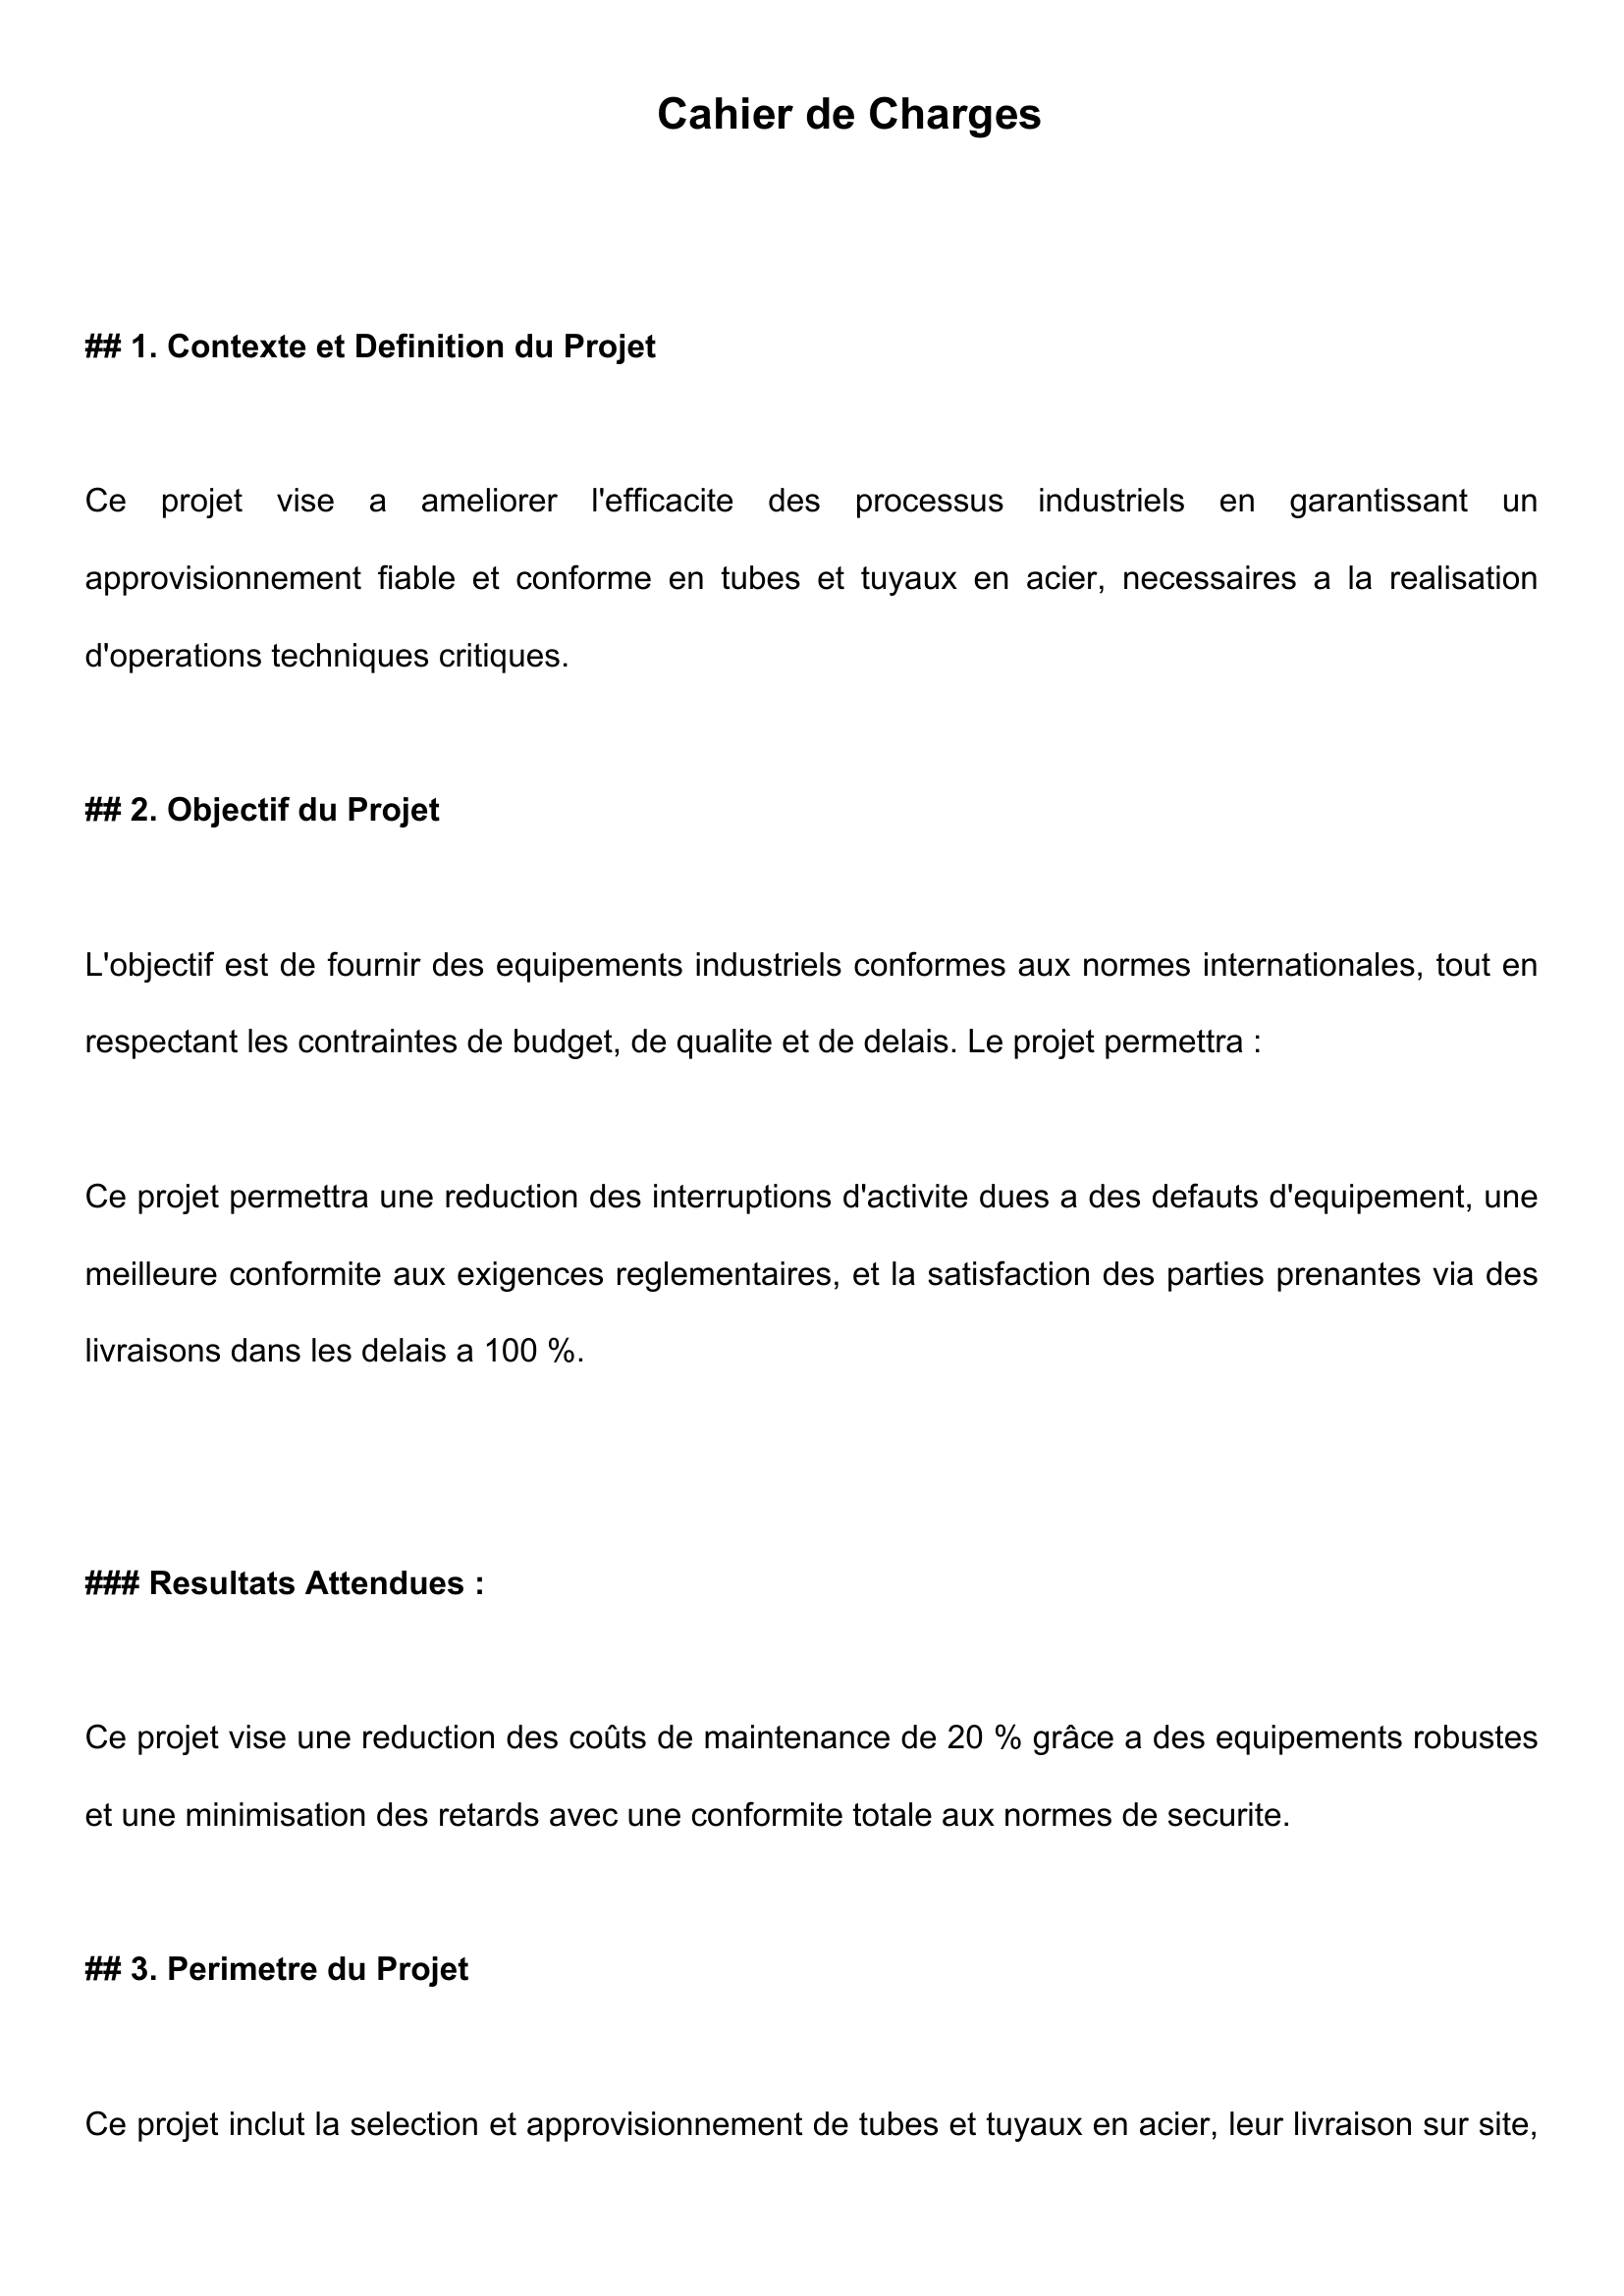 Cahier de Charges
## 1. Contexte et Definition du Projet
Ce projet vise a ameliorer l'efficacite des processus industriels en garantissant un
approvisionnement fiable et conforme en tubes et tuyaux en acier, necessaires a la realisation
d'operations techniques critiques.
## 2. Objectif du Projet
L'objectif est de fournir des equipements industriels conformes aux normes internationales, tout en
respectant les contraintes de budget, de qualite et de delais. Le projet permettra :
Ce projet permettra une reduction des interruptions d'activite dues a des defauts d'equipement, une
meilleure conformite aux exigences reglementaires, et la satisfaction des parties prenantes via des
livraisons dans les delais a 100 %.
### Resultats Attendues :
Ce projet vise une reduction des coûts de maintenance de 20 % grâce a des equipements robustes
et une minimisation des retards avec une conformite totale aux normes de securite.
## 3. Perimetre du Projet
Ce projet inclut la selection et approvisionnement de tubes et tuyaux en acier, leur livraison sur site,